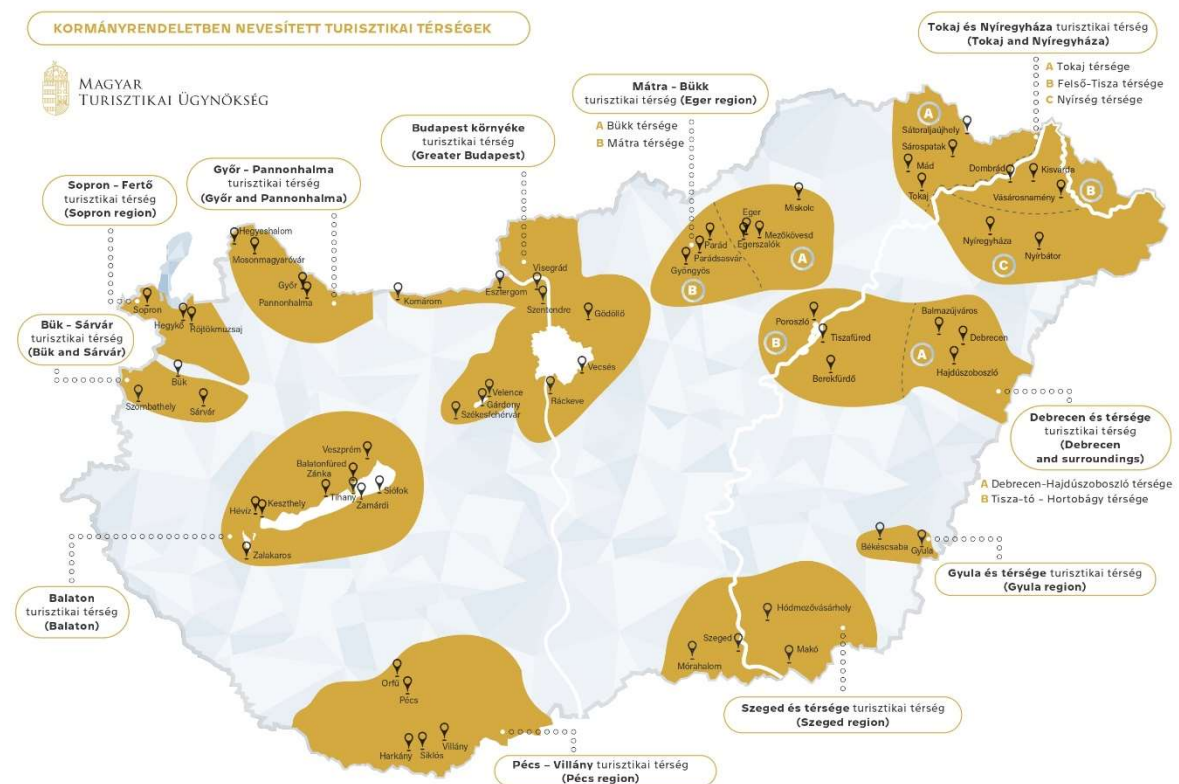 KORMÁNYRENDELETBEN NEVESÍTETT TURISZTIKAI TÉRSÉGEK
MAGYAR
TURISZTIKAI ÜGYNÖKSÉG
Tokaj és Nyíregyháza turisztikai térség
(Tokaj and Nyíregyháza)
A Tokaj térsége
B Felső-Tisza térsége
C Nyírség térsége
Mátra - Bükk
turisztikai térség (Eger region)
A Bükk térsége
B Mátra térsége
Budapest környéke
turisztikai térség
(Greater Budapest)
Győr - Pannonhalma
turisztikai térség
(Győr and Pannonhalma)
Sopron - Fertő
turisztikai térség
(Sopron region)
Bük - Sárvár
turisztikai térség
(Bük and Sárvár)
A
Sátoraljaújhely
Sárospatak
Mád
Tokaj
Dombrád
Kisvárda
Vásárosnamény
B
Nyíregyháza
Nyírbátor
C
Miskolc
Eger
Egerszalók
Mezőkövesd
Parád
Parádsasvár
Gyöngyös
A
B
Hegyeshalom
Mosonmagyaróvár
Győr
Pannonhalma
Komárom
Esztergom
Visegrád
Szentendre
Gödöllő
Vecsés
Ráckeve
Velence
Gárdony
Székesfehérvár
Sopron
Hegykő
Röjtökmuzsaj
Bük
Szombathely
Sárvár
Poroszló
B
Tiszafüred
Berekfürdő
Balmazújváros
Debrecen
A
Hajdúszoboszló
Debrecen és térsége
turisztikai térség
(Debrecen
and surroundings)
A Debrecen-Hajdúszoboszló térsége
B Tisza-tó - Hortobágy térsége
Veszprém
Balatonfüred
Zánka
Tihany
Siófok
Zamárdi
Hévíz
Keszthely
Zalakaros
Balaton
turisztikai térség
(Balaton)
Békéscsaba
Gyula
Gyula és térsége turisztikai térség
(Gyula region)
Hódmezővásárhely
Szeged
Mórahalom
Makó
Szeged és térsége turisztikai térség
(Szeged region)
Orfű
Pécs
Harkány
Siklós
Villány
Pécs – Villány turisztikai térség
(Pécs region)